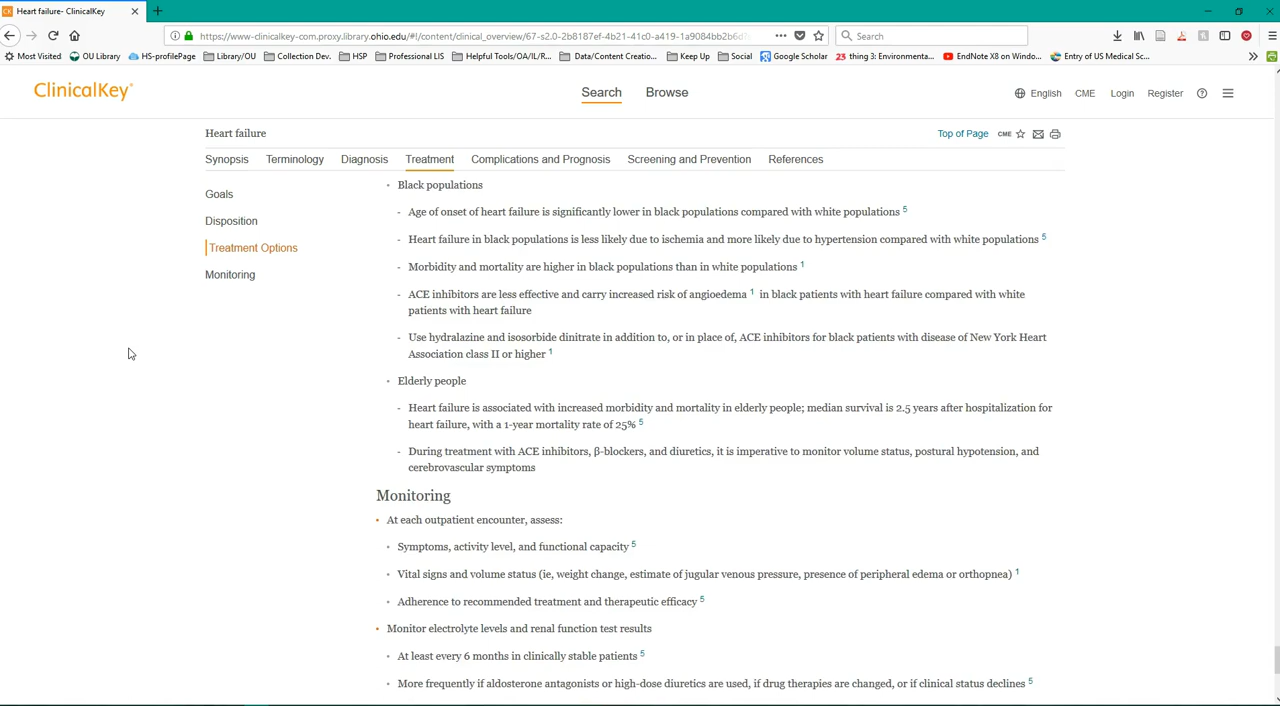 Heart failure- ClinicalKey
https://www-clinicalkey-com.proxy.library.ohio.edu/#!/content/clinical_overview/67-s2.0-2b8187ef-4b21-41c0-a419-1a9084bb2b6d?
Search
Most Visited OU Library HS-profilePage Library/OU Collection Dev. HSP Professional LIS Helpful Tools/OA/IL/R... Data/Content Creatio... Keep Up Social Google Scholar 23 thing 3: Environmenta... EndNote X8 on Windo... Entry of US Medical Sc...
ClinicalKey®
Search Browse
English CME Login Register
Heart failure
Top of Page CME
Synopsis Terminology Diagnosis Treatment Complications and Prognosis Screening and Prevention References
Goals
Disposition
Treatment Options
Monitoring
• Black populations
- Age of onset of heart failure is significantly lower in black populations compared with white populations 5
- Heart failure in black populations is less likely due to ischemia and more likely due to hypertension compared with white populations 5
- Morbidity and mortality are higher in black populations than in white populations 1
- ACE inhibitors are less effective and carry increased risk of angioedema 1 in black patients with heart failure compared with white
patients with heart failure
- Use hydralazine and isosorbide dinitrate in addition to, or in place of, ACE inhibitors for black patients with disease of New York Heart
Association class II or higher 1
• Elderly people
- Heart failure is associated with increased morbidity and mortality in elderly people; median survival is 2.5 years after hospitalization for
heart failure, with a 1-year mortality rate of 25% 5
- During treatment with ACE inhibitors, β-blockers, and diuretics, it is imperative to monitor volume status, postural hypotension, and
cerebrovascular symptoms
Monitoring
• At each outpatient encounter, assess:
• Symptoms, activity level, and functional capacity 5
• Vital signs and volume status (ie, weight change, estimate of jugular venous pressure, presence of peripheral edema or orthopnea) 1
• Adherence to recommended treatment and therapeutic efficacy 5
• Monitor electrolyte levels and renal function test results
• At least every 6 months in clinically stable patients 5
• More frequently if aldosterone antagonists or high-dose diuretics are used, if drug therapies are changed, or if clinical status declines 5